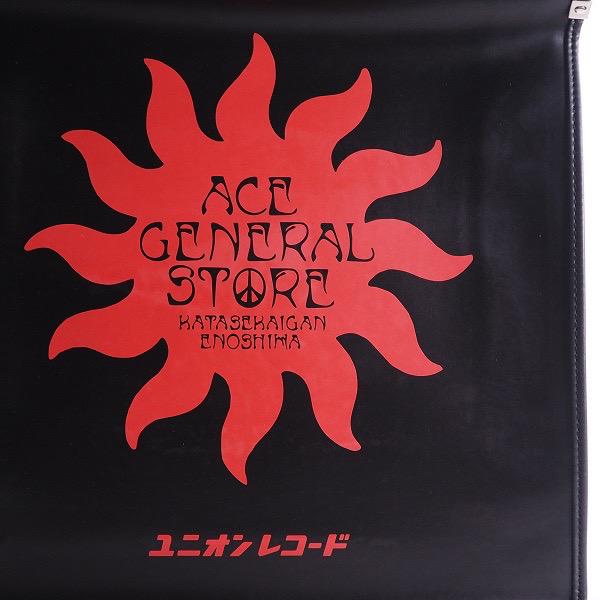 ACE
GENERAL
STORE
KATASEKAIGAN
ENOSHIMA
ユニオンレコード